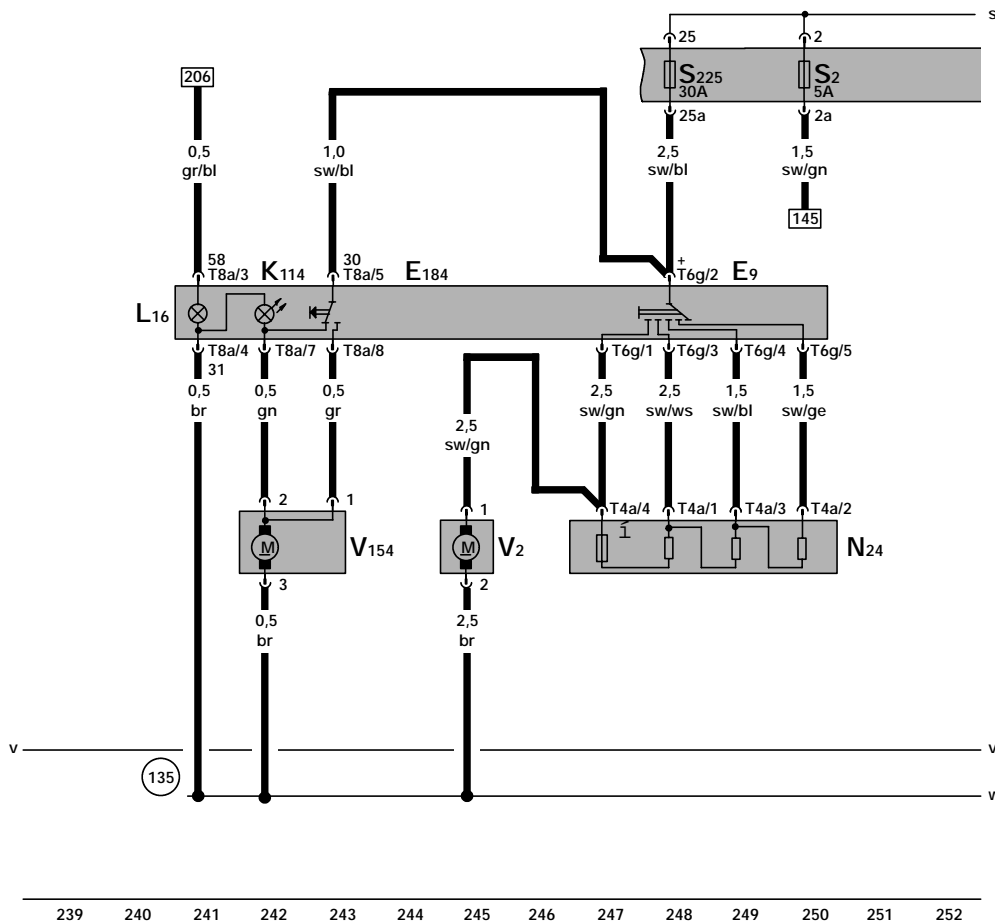 s
25 2
S225 S2
30A 5A
206
25a 2a
0,5 1,0 2,5 1,5
gr/bl sw/bl sw/bl sw/gn
145
58 30 +
T8a/3 K114 T8a/5 E184 T6g/2 E9
L16
T8a/4 T8a/7 T8a/8 T6g/1 T6g/3 T6g/4 T6g/5
31
0,5 0,5 0,5 2,5 2,5 1,5 1,5
br gn gr sw/gn sw/ws sw/bl sw/ge
2,5
sw/gn
2 1 1 T4a/4 T4a/1 T4a/3 T4a/2
M V154 M V2 N24
3 2
0,5 2,5
br br
v v
135
w
239 240 241 242 243 244 245 246 247 248 249 250 251 252